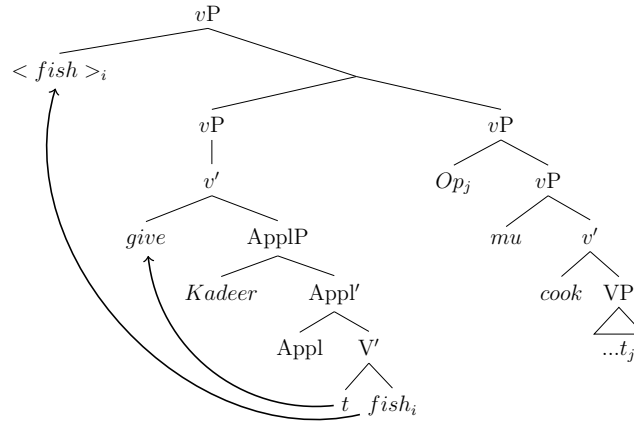 vP
< fish >i
vP vP
v′ Opj vP
give ApplP mu v′
Kadeer Appl′ cook VP
Appl V′ ...tj
t fishi